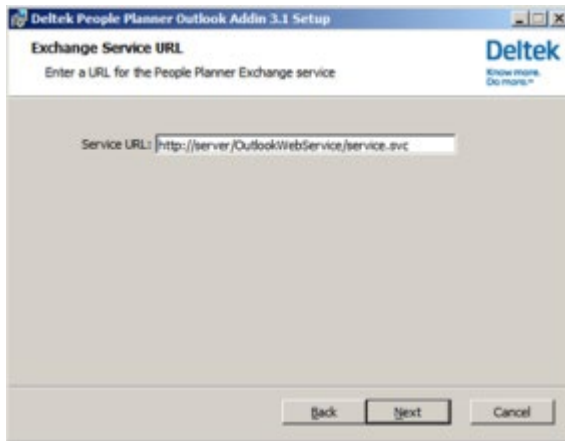 Deltek People Planner Outlook Addin 3.1 Setup
Exchange Service URL
Enter a URL for the People Planner Exchange service
Deltek
Know more.
Do more.™
Service URL: http://server/OutlookWebService/service.svc
Back Next Cancel